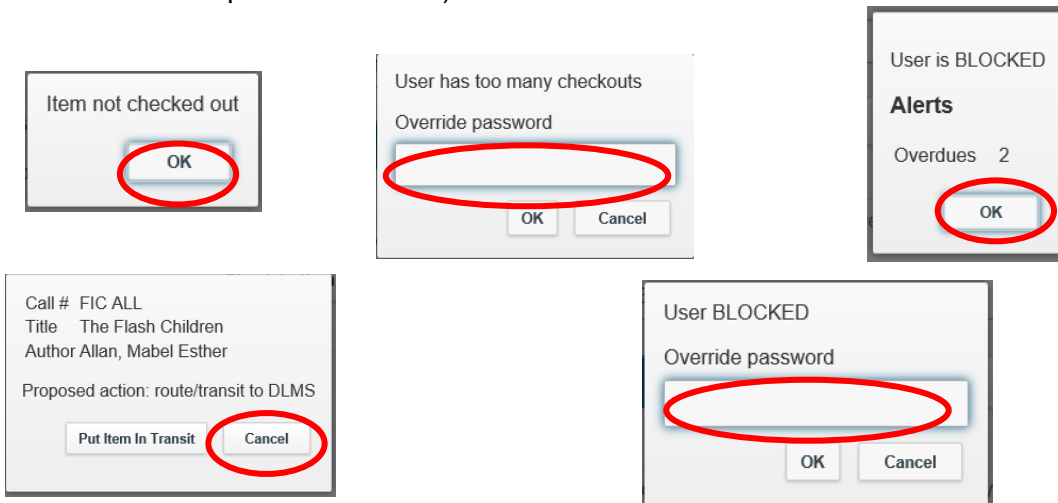 Item not checked out
OK
User has too many checkouts
Override password
OK Cancel
User is BLOCKED
Alerts
Overdues 2
OK
Call # FIC ALL
Title The Flash Children
Author Allan, Mabel Esther
Proposed action: route/transit to DLMS
Put Item In Transit Cancel
User BLOCKED
Override password
OK Cancel